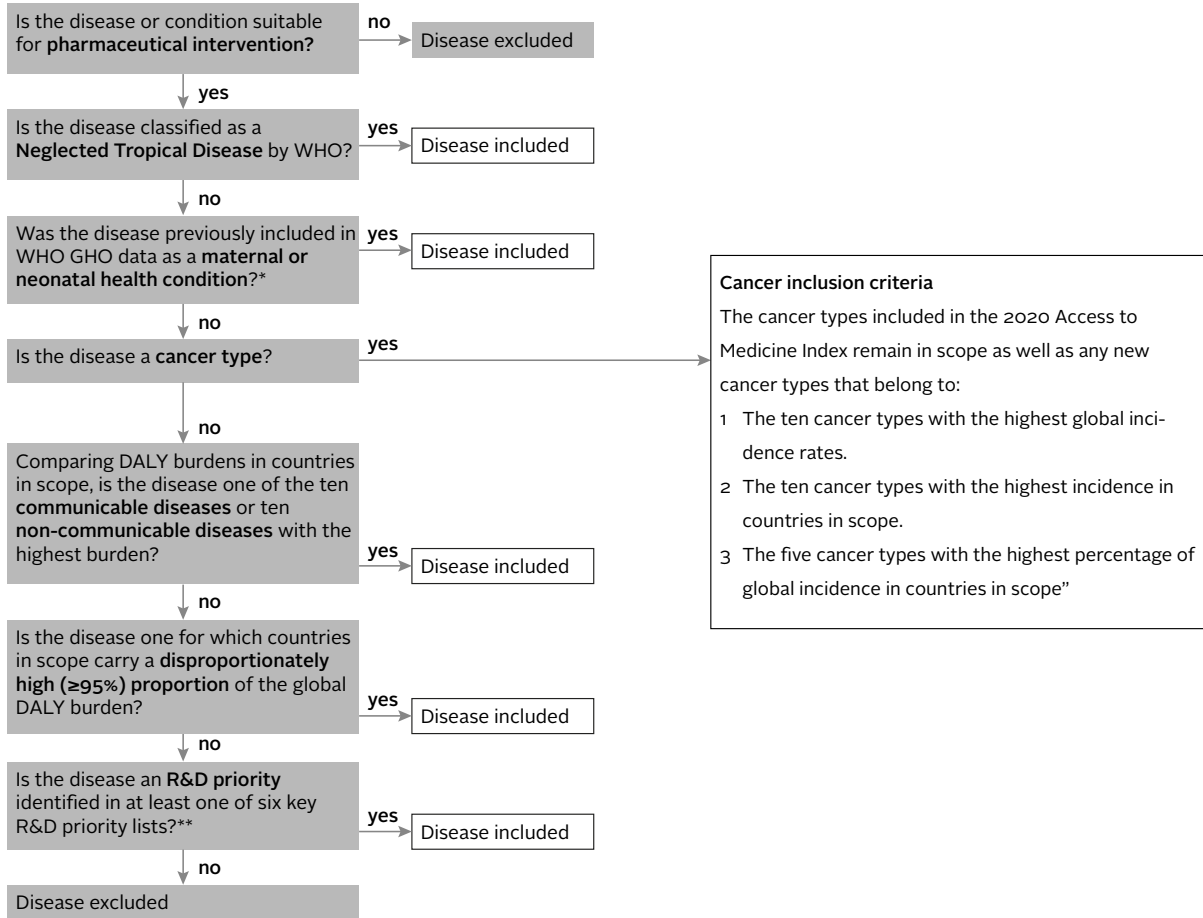 Is the disease or condition suitable
for pharmaceutical intervention?
no
Disease excluded
yes
Is the disease classified as a
Neglected Tropical Disease by WHO?
yes
Disease included
no
Was the disease previously included in
WHO GHO data as a maternal or
neonatal health condition?*
yes
Disease included
no
Is the disease a cancer type?
yes
Cancer inclusion criteria
The cancer types included in the 2020 Access to
Medicine Index remain in scope as well as any new
cancer types that belong to:
1 The ten cancer types with the highest global inci-
dence rates.
2 The ten cancer types with the highest incidence in
countries in scope.
3 The five cancer types with the highest percentage of
global incidence in countries in scope”
no
Comparing DALY burdens in countries
in scope, is the disease one of the ten
communicable diseases or ten
non-communicable diseases with the
highest burden?
yes
Disease included
no
Is the disease one for which countries
in scope carry a disproportionately
high (≥95%) proportion of the global
DALY burden?
yes
Disease included
no
Is the disease an R&D priority
identified in at least one of six key
R&D priority lists?**
yes
Disease included
no
Disease excluded